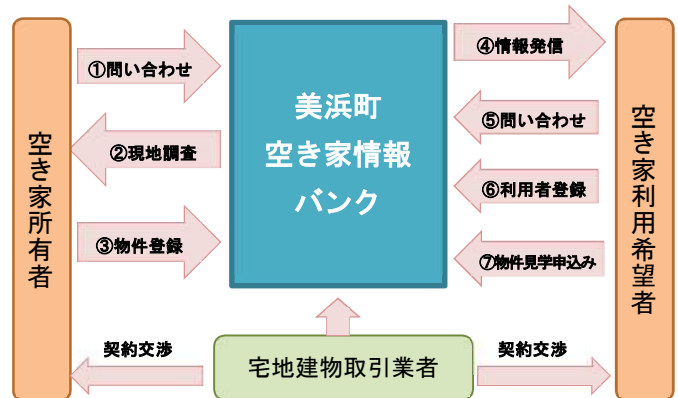 空き家所有者
①問い合わせ
②現地調査
③物件登録
美浜町
空き家情報
バンク
④情報発信
⑤問い合わせ
⑥利用者登録
⑦物件見学申込み
空き家利用希望者
契約交渉
宅地建物取引業者
契約交渉